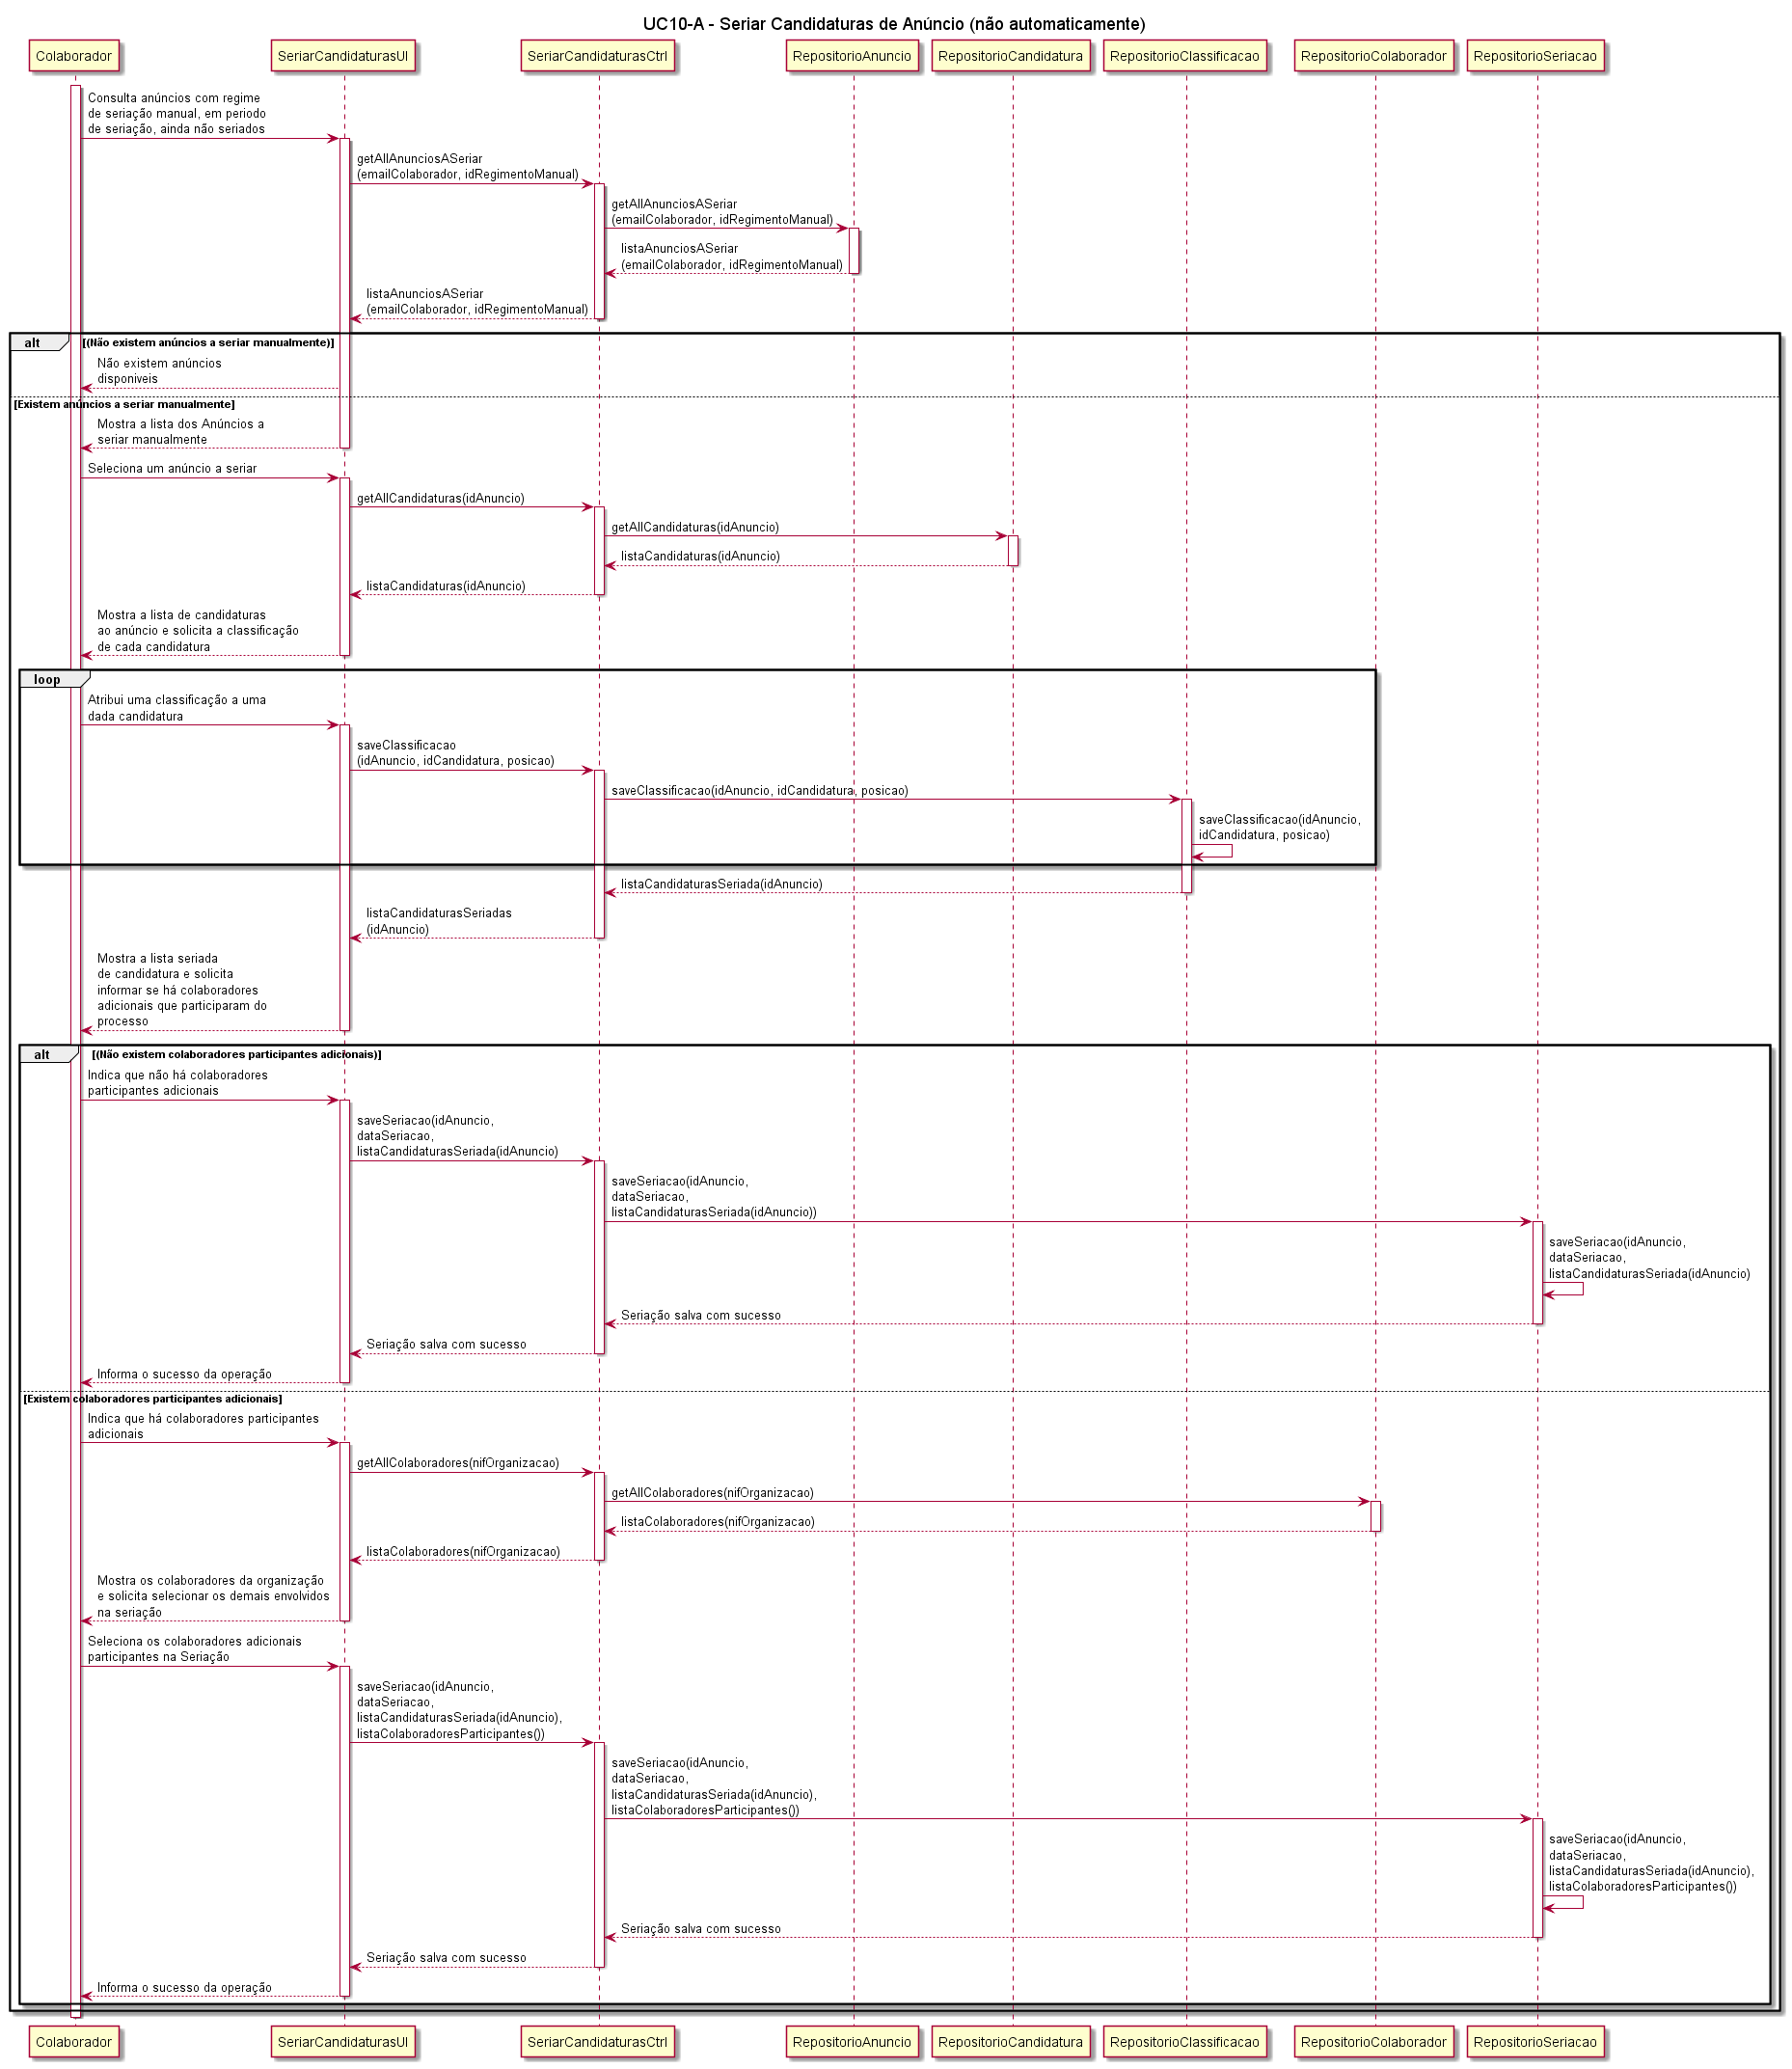 UC10-A - Seriar Candidaturas de Anúncio (não automaticamente)
Colaborador
SeriarCandidaturasUI
SeriarCandidaturasCtrl
RepositorioAnuncio
RepositorioCandidatura
RepositorioClassificacao
RepositorioColaborador
RepositorioSeriacao
Consulta anúncios com regime
de seriação manual, em periodo
de seriação, ainda não seriados
getAllAnunciosASeriar
(emailColaborador, idRegimentoManual)
getAllAnunciosASeriar
(emailColaborador, idRegimentoManual)
listaAnunciosASeriar
(emailColaborador, idRegimentoManual)
listaAnunciosASeriar
(emailColaborador, idRegimentoManual)
alt
[(Não existem anúncios a seriar manualmente)]
Não existem anúncios
disponiveis
[Existem anúncios a seriar manualmente]
Mostra a lista dos Anúncios a
seriar manualmente
Seleciona um anúncio a seriar
getAllCandidaturas(idAnuncio)
getAllCandidaturas(idAnuncio)
listaCandidaturas(idAnuncio)
listaCandidaturas(idAnuncio)
Mostra a lista de candidaturas
ao anúncio e solicita a classificação
de cada candidatura
loop
Atribui uma classificação a uma
dada candidatura
saveClassificacao
(idAnuncio, idCandidatura, posicao)
saveClassificacao(idAnuncio, idCandidatura, posicao)
saveClassificacao(idAnuncio,
idCandidatura, posicao)
listaCandidaturasSeriada(idAnuncio)
listaCandidaturasSeriadas
(idAnuncio)
Mostra a lista seriada
de candidatura e solicita
informar se há colaboradores
adicionais que participaram do
processo
alt
[(Não existem colaboradores participantes adicionais)]
Indica que não há colaboradores
participantes adicionais
saveSeriacao(idAnuncio,
dataSeriacao,
listaCandidaturasSeriada(idAnuncio)
saveSeriacao(idAnuncio,
dataSeriacao,
listaCandidaturasSeriada(idAnuncio))
saveSeriacao(idAnuncio,
dataSeriacao,
listaCandidaturasSeriada(idAnuncio)
Seriação salva com sucesso
Seriação salva com sucesso
Informa o sucesso da operação
[Existem colaboradores participantes adicionais]
Indica que há colaboradores participantes
adicionais
getAllColaboradores(nifOrganizacao)
getAllColaboradores(nifOrganizacao)
listaColaboradores(nifOrganizacao)
listaColaboradores(nifOrganizacao)
Mostra os colaboradores da organização
e solicita selecionar os demais envolvidos
na seriação
Seleciona os colaboradores adicionais
participantes na Seriação
saveSeriacao(idAnuncio,
dataSeriacao,
listaCandidaturasSeriada(idAnuncio),
listaColaboradoresParticipantes())
saveSeriacao(idAnuncio,
dataSeriacao,
listaCandidaturasSeriada(idAnuncio),
listaColaboradoresParticipantes())
saveSeriacao(idAnuncio,
dataSeriacao,
listaCandidaturasSeriada(idAnuncio),
listaColaboradoresParticipantes())
Seriação salva com sucesso
Seriação salva com sucesso
Informa o sucesso da operação
Colaborador
SeriarCandidaturasUI
SeriarCandidaturasCtrl
RepositorioAnuncio
RepositorioCandidatura
RepositorioClassificacao
RepositorioColaborador
RepositorioSeriacao